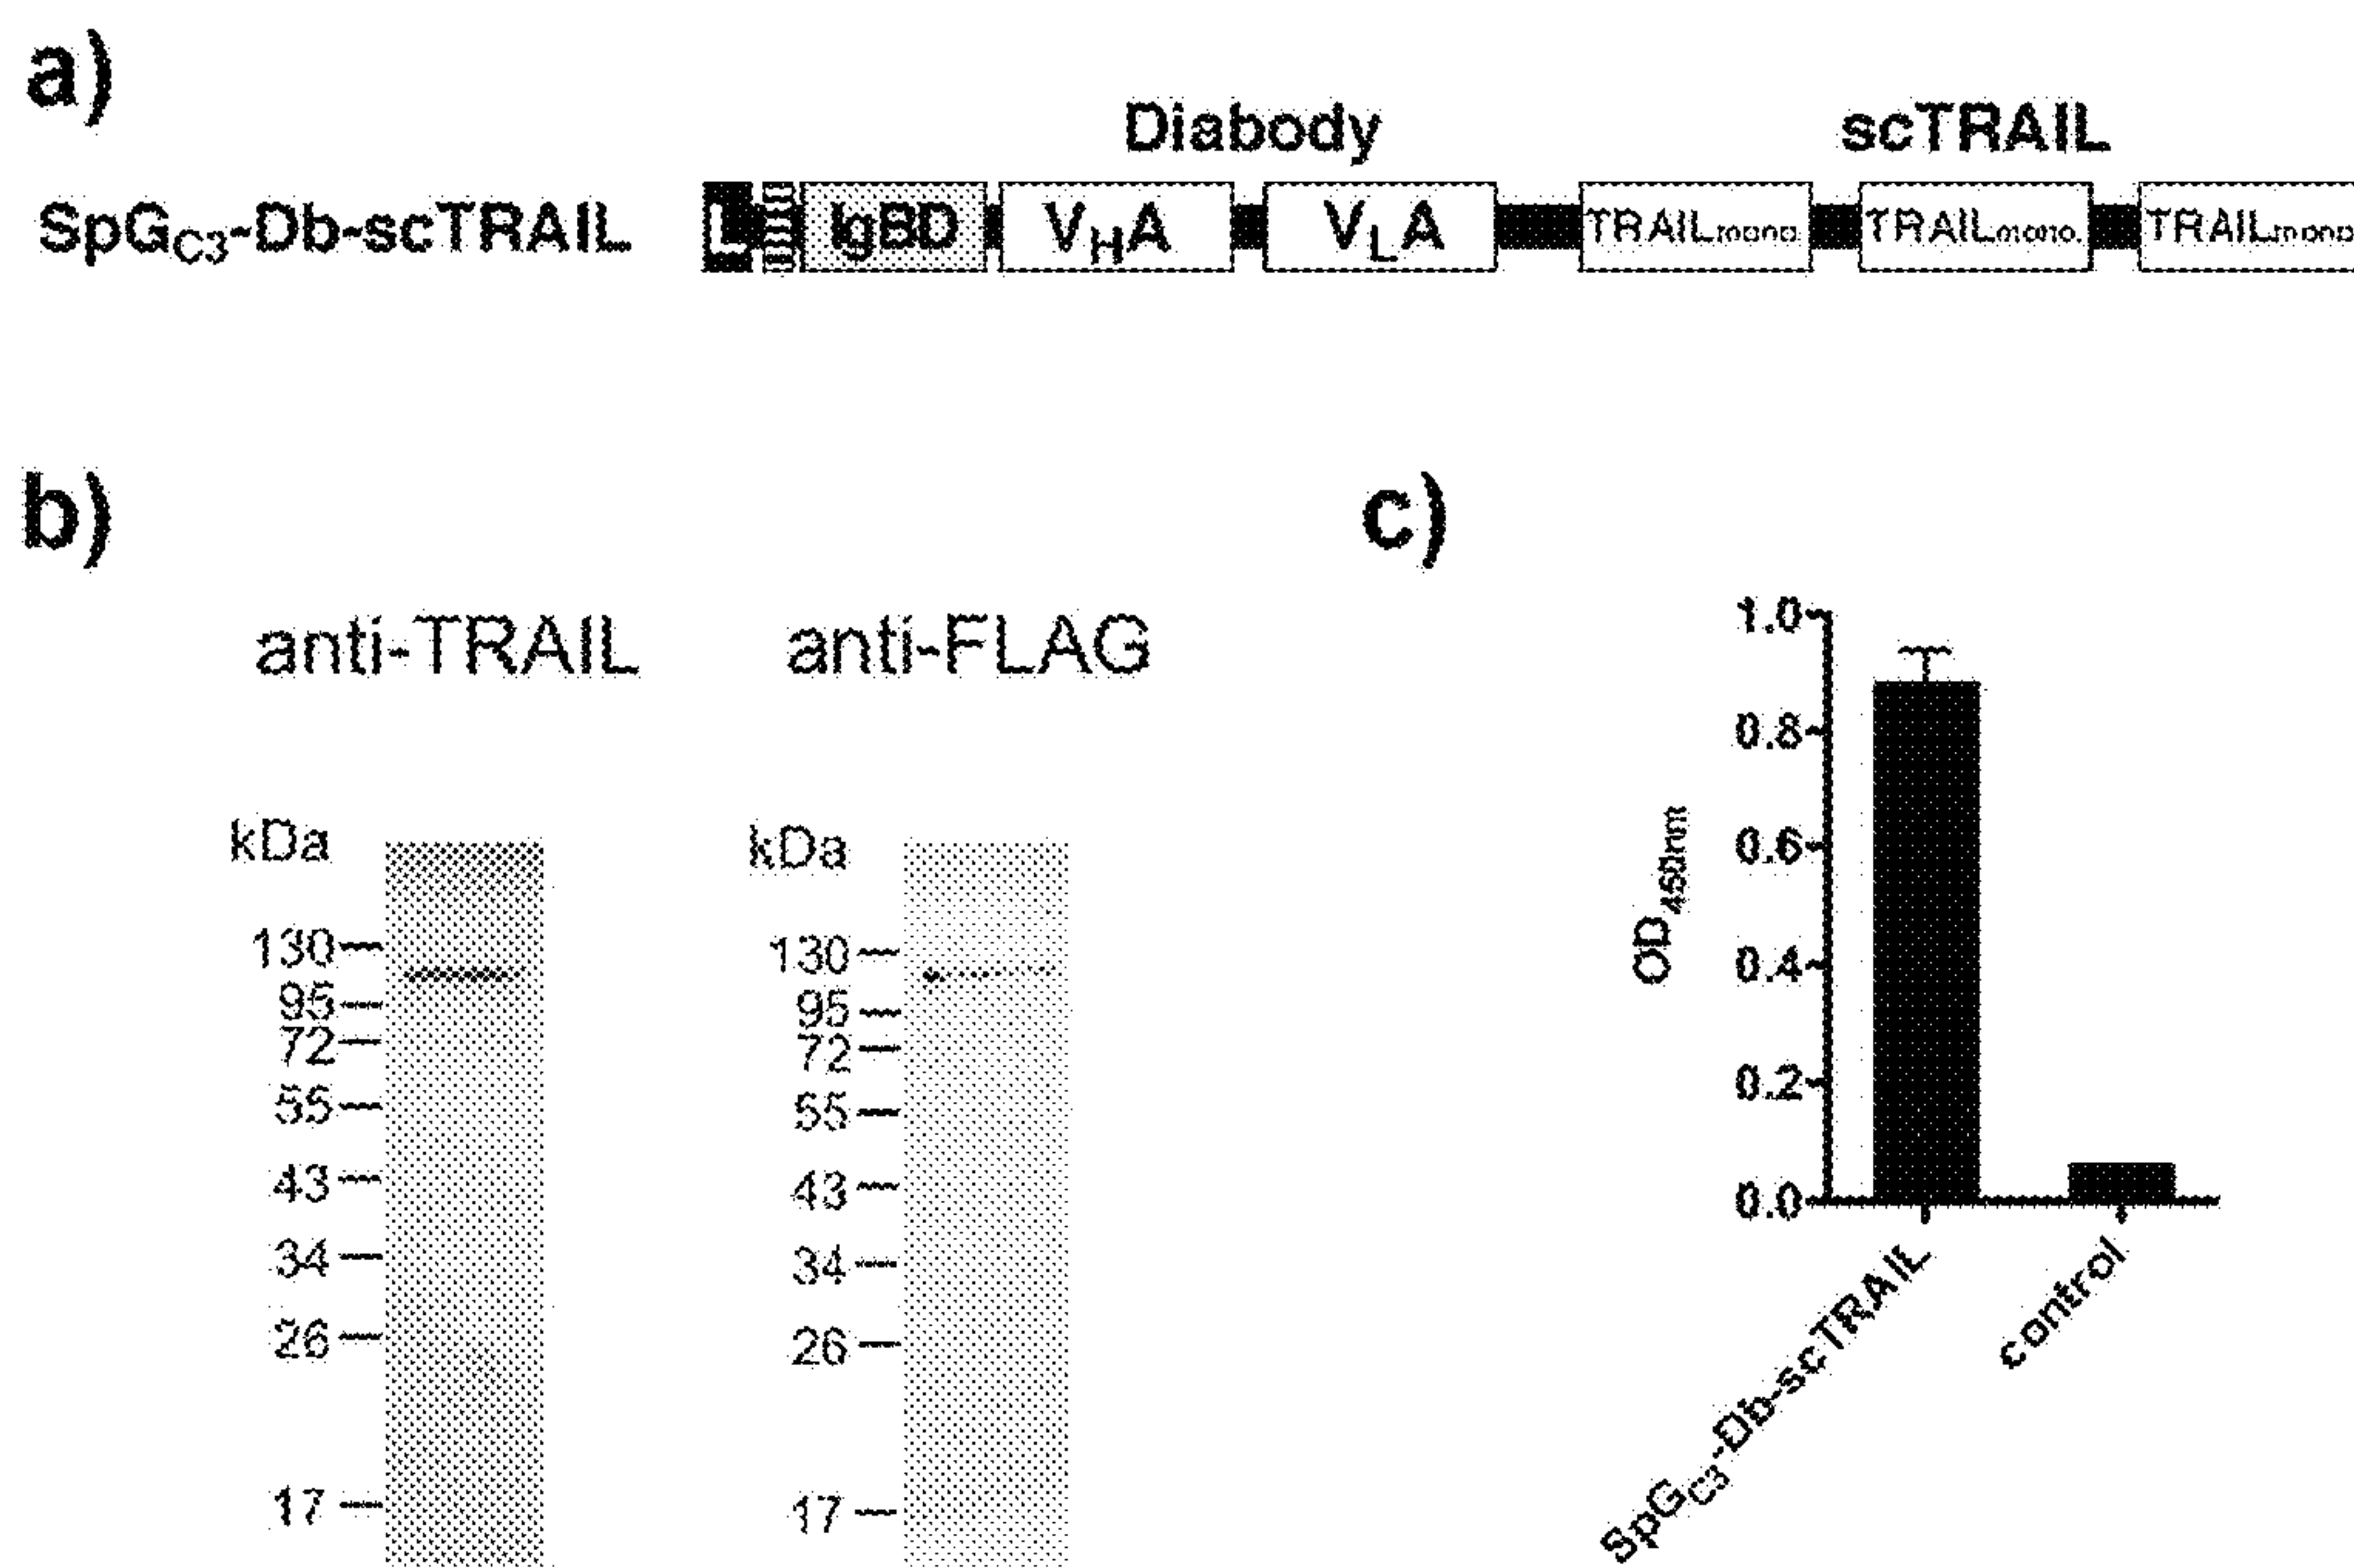 a)
Diabody scTRAIL
SpGC3-Db-scTRAIL L IgBD VHA VLA TRAILmono. TRAILmono. TRAILmono
b)
anti-TRAIL anti-FLAG
kDa
130
95
72
55
43
34
26
17
kDa
130
95
72
55
43
34
26
17
c)
1.0
0.8
0.6
0.4
0.2
0.0
OD450nm
SpGC3-Db-scTRAIL
control